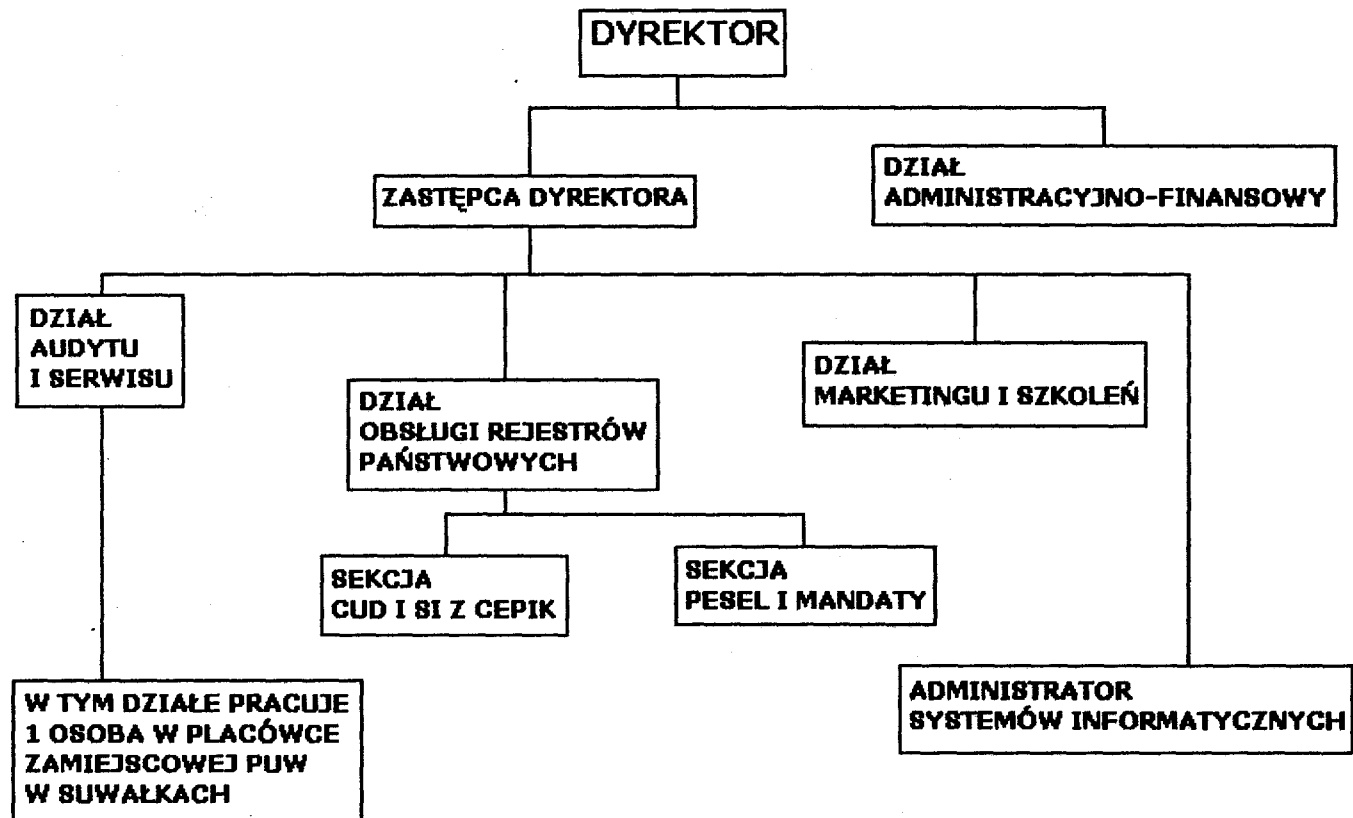 DYREKTOR
ZASTĘPCA DYREKTORA
DZIAŁ
ADMINISTRACYJNO-FINANSOWY
DZIAŁ
AUDYTU
I SERWISU
DZIAŁ
OBSŁUGI REJESTRÓW
PAŃSTWOWYCH
DZIAŁ
MARKETINGU I SZKOLEŃ
SEKCJA
CUD I SI Z CEPIK
SEKCJA
PESEL I MANDATY
W TYM DZIAŁE PRACUJE
1 OSOBA W PLACÓWCE
ZAMIEJSCOWEJ PUW
W SUWAŁKACH
ADMINISTRATOR
SYSTEMÓW INFORMATYCZNYCH